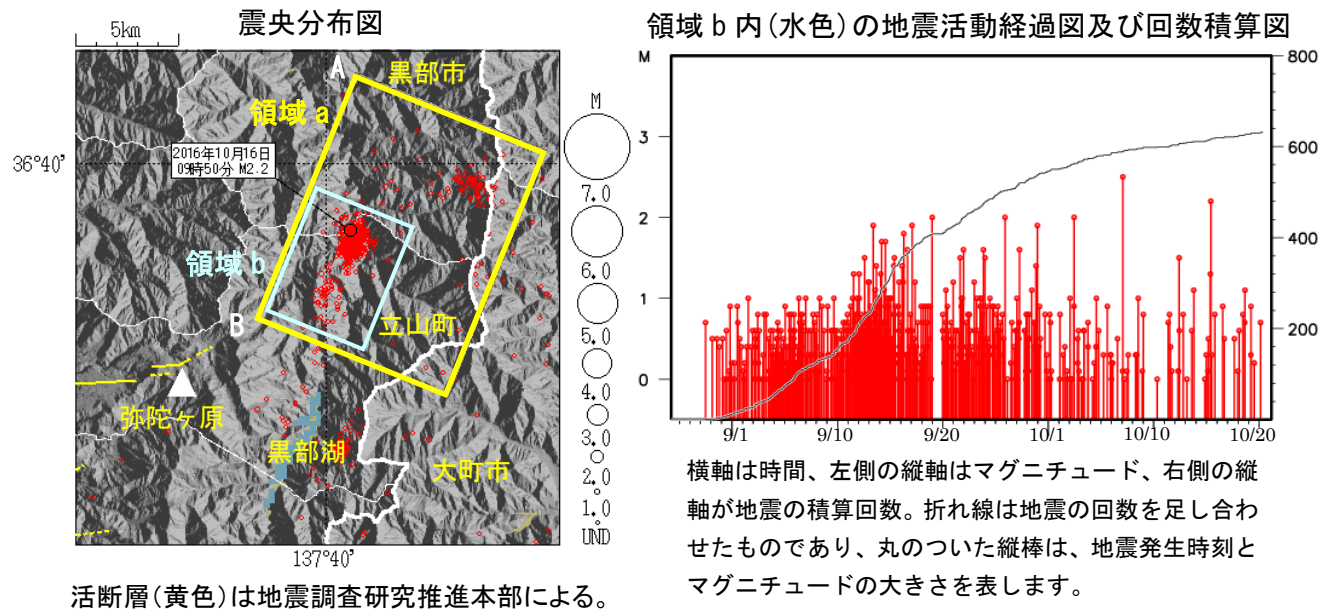 震央分布図
5km
A
黒部市
領域 a
2016年10月16日
09時50分 M2.2
36°40'
領域 b
B
立山町
弥陀ヶ原
黒部湖
大町市
137°40'
M
7.0
6.0
5.0
4.0
3.0
2.0
1.0
UND
活断層(黄色)は地震調査研究推進本部による。
領域 b 内(水色)の地震活動経過図及び回数積算図
M
3
2
1
0
800
600
400
200
9/1
9/10
9/20
10/1
10/10
10/20
横軸は時間、左側の縦軸はマグニチュード、右側の縦
軸が地震の積算回数。折れ線は地震の回数を足し合わ
せたものであり、丸のついた縦棒は、地震発生時刻と
マグニチュードの大きさを表します。